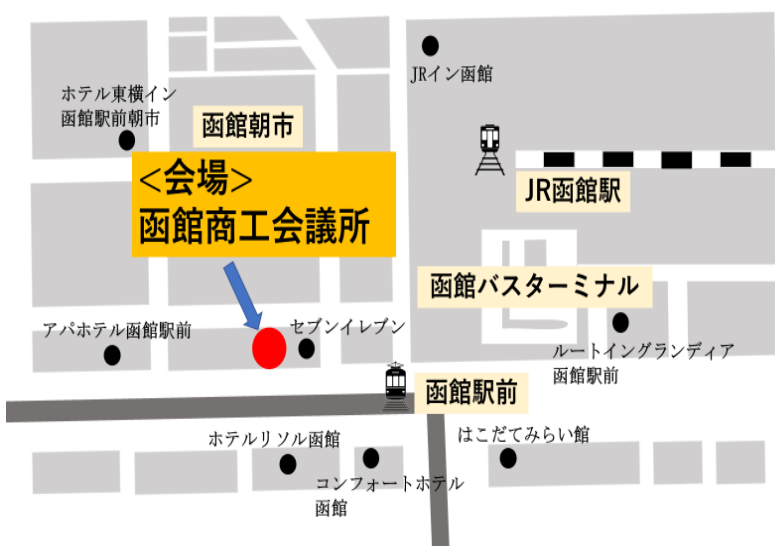 JRイン函館
ホテル東横イン
函館駅前朝市
函館朝市
<会場>
函館商工会議所
JR函館駅
函館バスターミナル
アパホテル函館駅前
セブンイレブン
ルートイングランディア
函館駅前
函館駅前
ホテルリソル函館
はこだてみらい館
コンフォートホテル
函館